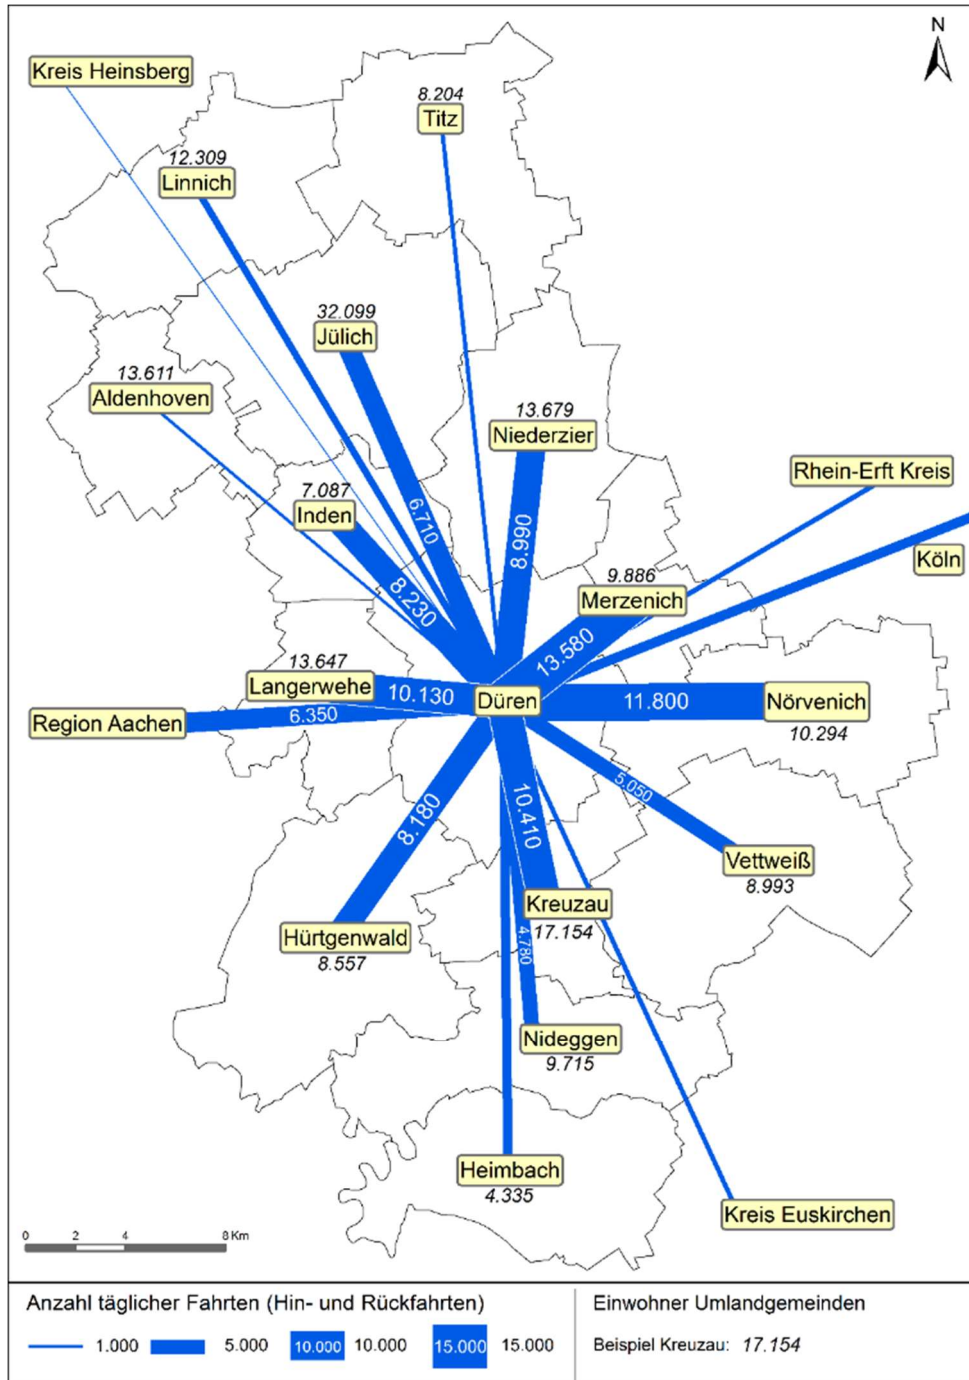 N
Kreis Heinsberg
8.204
Titz
12.309
Linnich
32.099
Jülich
13.611
Aldenhoven
13.679
Niederzier
Rhein-Erft Kreis
7.087
Inden
6.710
8.990
Köln
8.230
9.886
Merzenich
13.580
13.647
Langerwehe
10.130
Düren
11.800
Nörvenich
10.294
Region Aachen
6.350
5.050
8.180
10.410
Vettweiß
8.993
Kreuzau
17.154
4.780
Hürtgenwald
8.557
Nideggen
9.715
Heimbach
4.335
Kreis Euskirchen
0 2 4 8 Km
Anzahl täglicher Fahrten (Hin- und Rückfahrten)
1.000 5.000 10.000 10.000 15.000 15.000
Einwohner Umlandgemeinden
Beispiel Kreuzau: 17.154